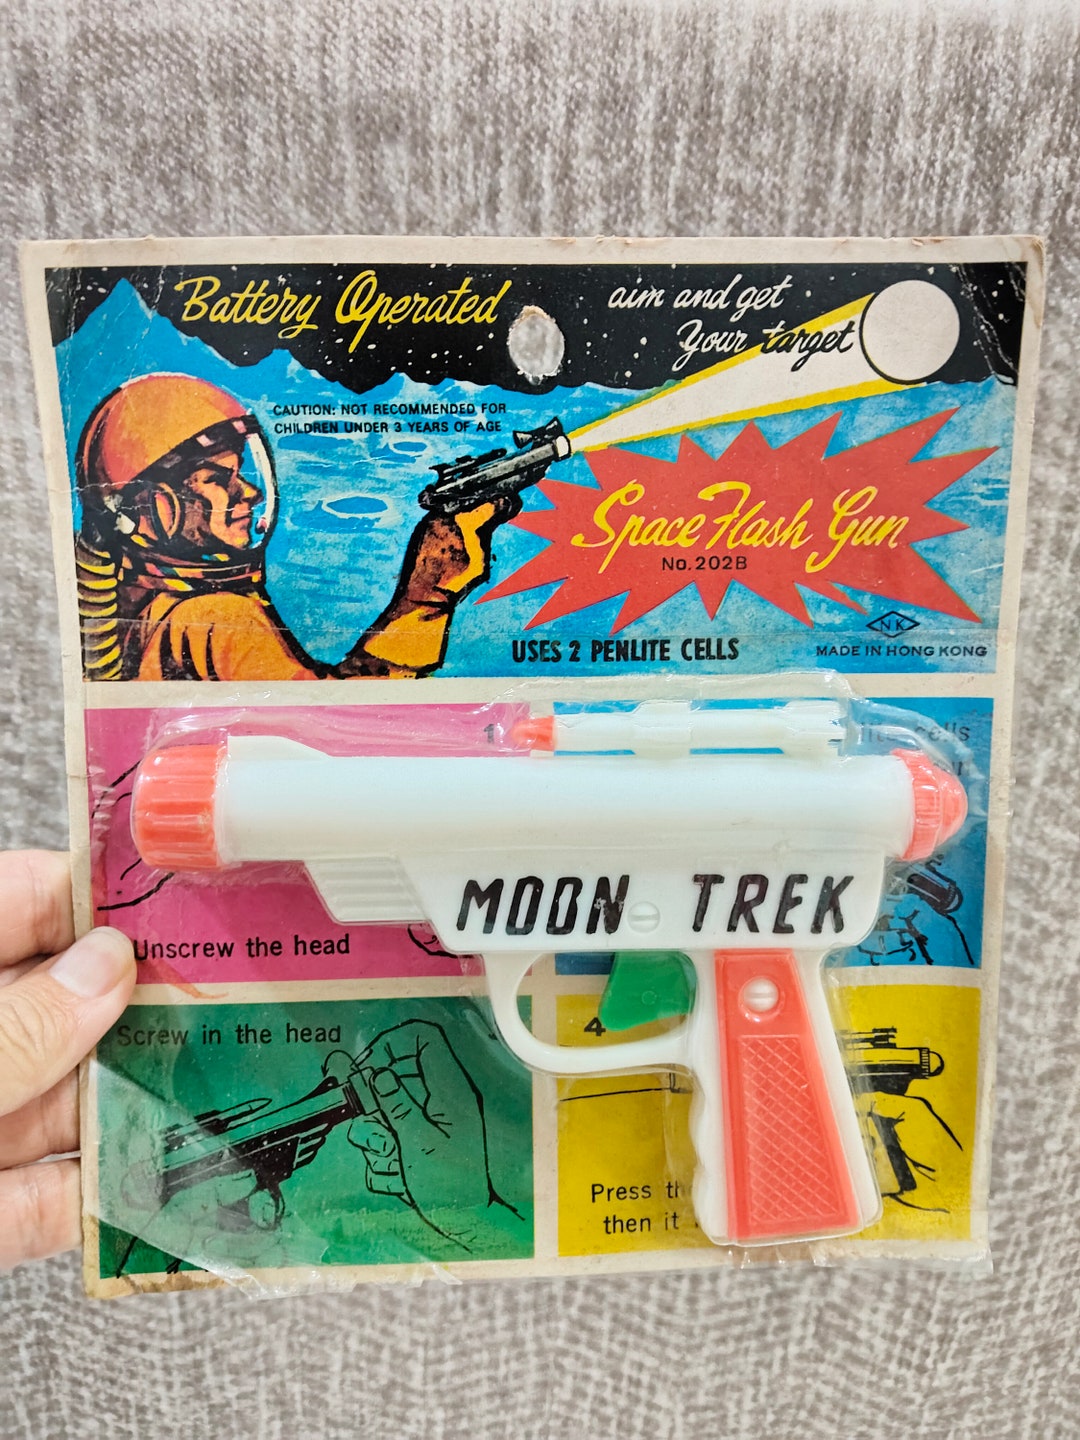 Battery Operated
aim and get
Your target
CAUTION: NOT RECOMMENDED FOR
CHILDREN UNDER 3 YEARS OF AGE
Space Flash Gun
No. 202B
NK
USES 2 PENLITE CELLS
MADE IN HONG KONG
1
cells
MOON TREK
Unscrew the head
Screw in the head
4
Press
then it